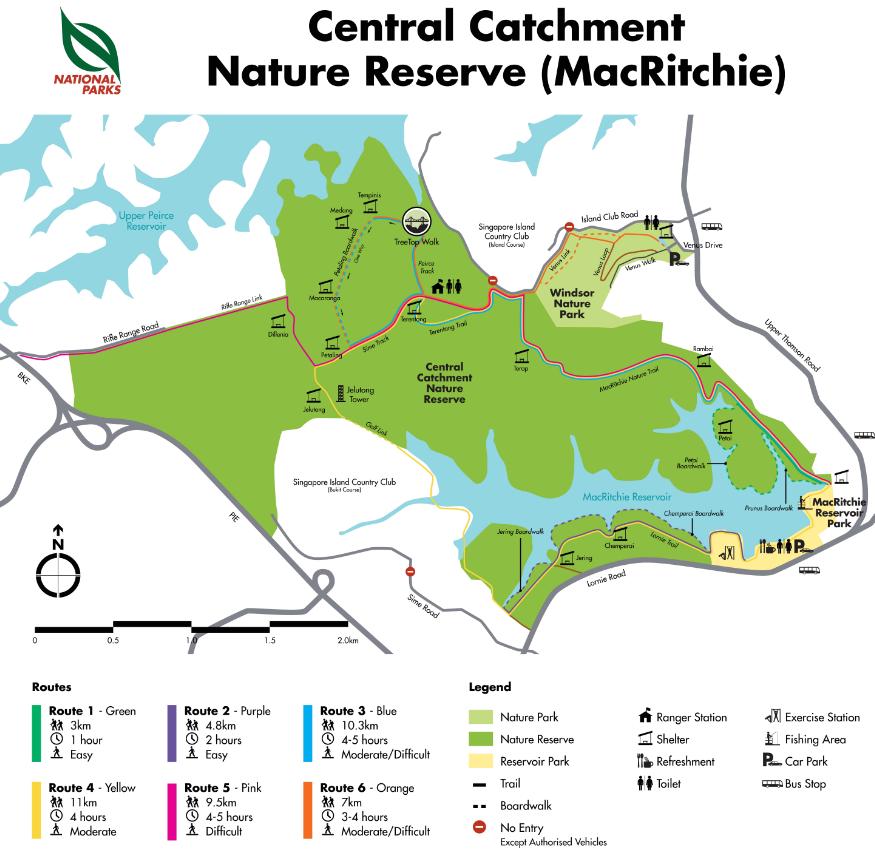 Central Catchment
Nature Reserve (MacRitchie)
NATIONAL
PARKS
Upper Peirce
Reservoir
Tempinis
Medang
TreeTop Walk
Petaling Boardwalk
One Way
Peirce
Track
Macaranga
Singapore Island
Country Club
(Island Course)
Island Club Road
Venus Drive
Venus Link
Venus Loop
Venus Walk
Windsor
Nature
Park
Rifle Range Link
Rifle Range Road
Dillenia
Petaling
Sime Track
Terentang
Terentang Trail
Terap
Rambai
MacRitchie Nature Trail
Upper Thomson Road
BKE
Central
Catchment
Nature
Reserve
Jelutong
Tower
Jelutong
Golf Link
Petai
Petai
Boardwalk
Singapore Island Country Club
(Bukit Course)
MacRitchie Reservoir
Prunus Boardwalk
MacRitchie
Reservoir
Park
PIE
Chemperai Boardwalk
Jering Boardwalk
Chemperai
Lornie Trail
Jering
Lornie Road
Sime Road
N
0 0.5 1.0 1.5 2.0km
Routes
Route 1 - Green
3km
1 hour
Easy
Route 2 - Purple
4.8km
2 hours
Easy
Route 3 - Blue
10.3km
4-5 hours
Moderate/Difficult
Route 4 - Yellow
11km
4 hours
Moderate
Route 5 - Pink
9.5km
4-5 hours
Difficult
Route 6 - Orange
7km
3-4 hours
Moderate/Difficult
Legend
Nature Park
Nature Reserve
Reservoir Park
Trail
Boardwalk
No Entry
Except Authorised Vehicles
Ranger Station
Shelter
Refreshment
Toilet
Exercise Station
Fishing Area
Car Park
Bus Stop